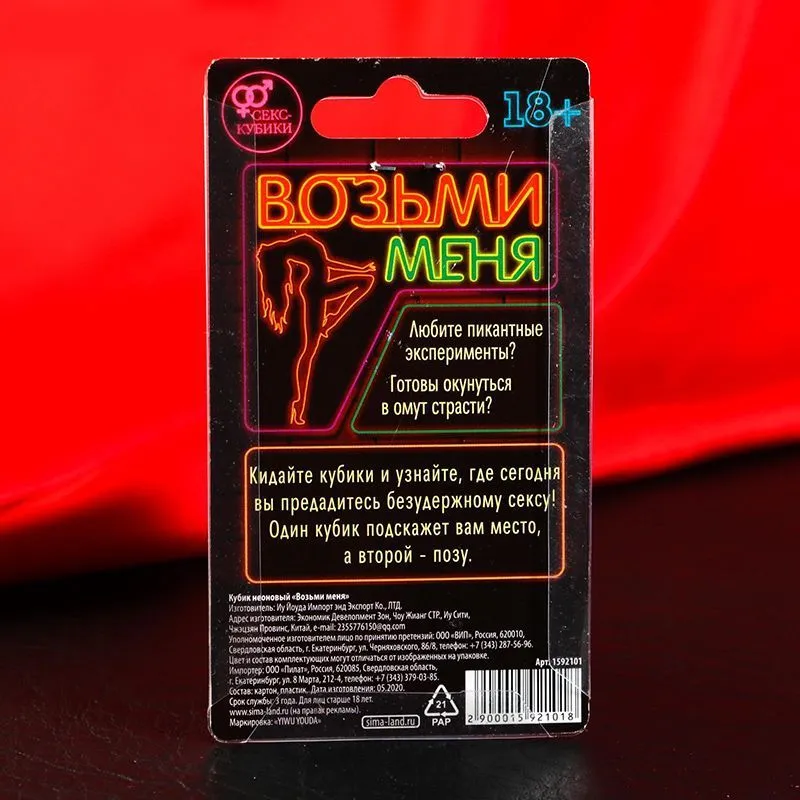 СЕКС-
КУБИКИ
18+
ВОЗЬМИ
МЕНЯ
Любите пикантные
эксперименты?
Готовы окунуться
в омут страсти?
Кидайте кубики и узнайте, где сегодня
вы предадитесь безудержному сексу!
Один кубик подскажет вам место,
а второй - позу.
Кубик неоновый «Возьми меня»
Изготовитель: Иу Йоуда Импорт энд Экспорт Ко., ЛТД.
Адрес изготовителя: Экономик Девелопмент Зон, Чоу Жианг СТР., Иу Сити,
Чжэцзян Провинс, Китай, e-mail: 2355776150@qq.com
Уполномоченное изготовителем лицо по принятию претензий: ООО «ВИП», Россия, 620010,
Свердловская область, г. Екатеринбург, ул. Черняховского, 86/8, телефон: +7 (343) 287-56-96.
Цвет и состав комплектующих могут отличаться от изображенных на упаковке.
Импортер: ООО «Пилат», Россия, 620085, Свердловская область,
г. Екатеринбург, ул. 8 Марта, 212-4, телефон: +7 (343) 379-03-85.
Состав: картон, пластик. Дата изготовления: 05.2020.
Срок службы: 3 года. Для лиц старше 18 лет.
www.sima-land.ru (на правах рекламы).
Маркировка: «YIWU YOUDA»
sima-land.ru
21
PAP
Арт. 1592101
2 900015 921018